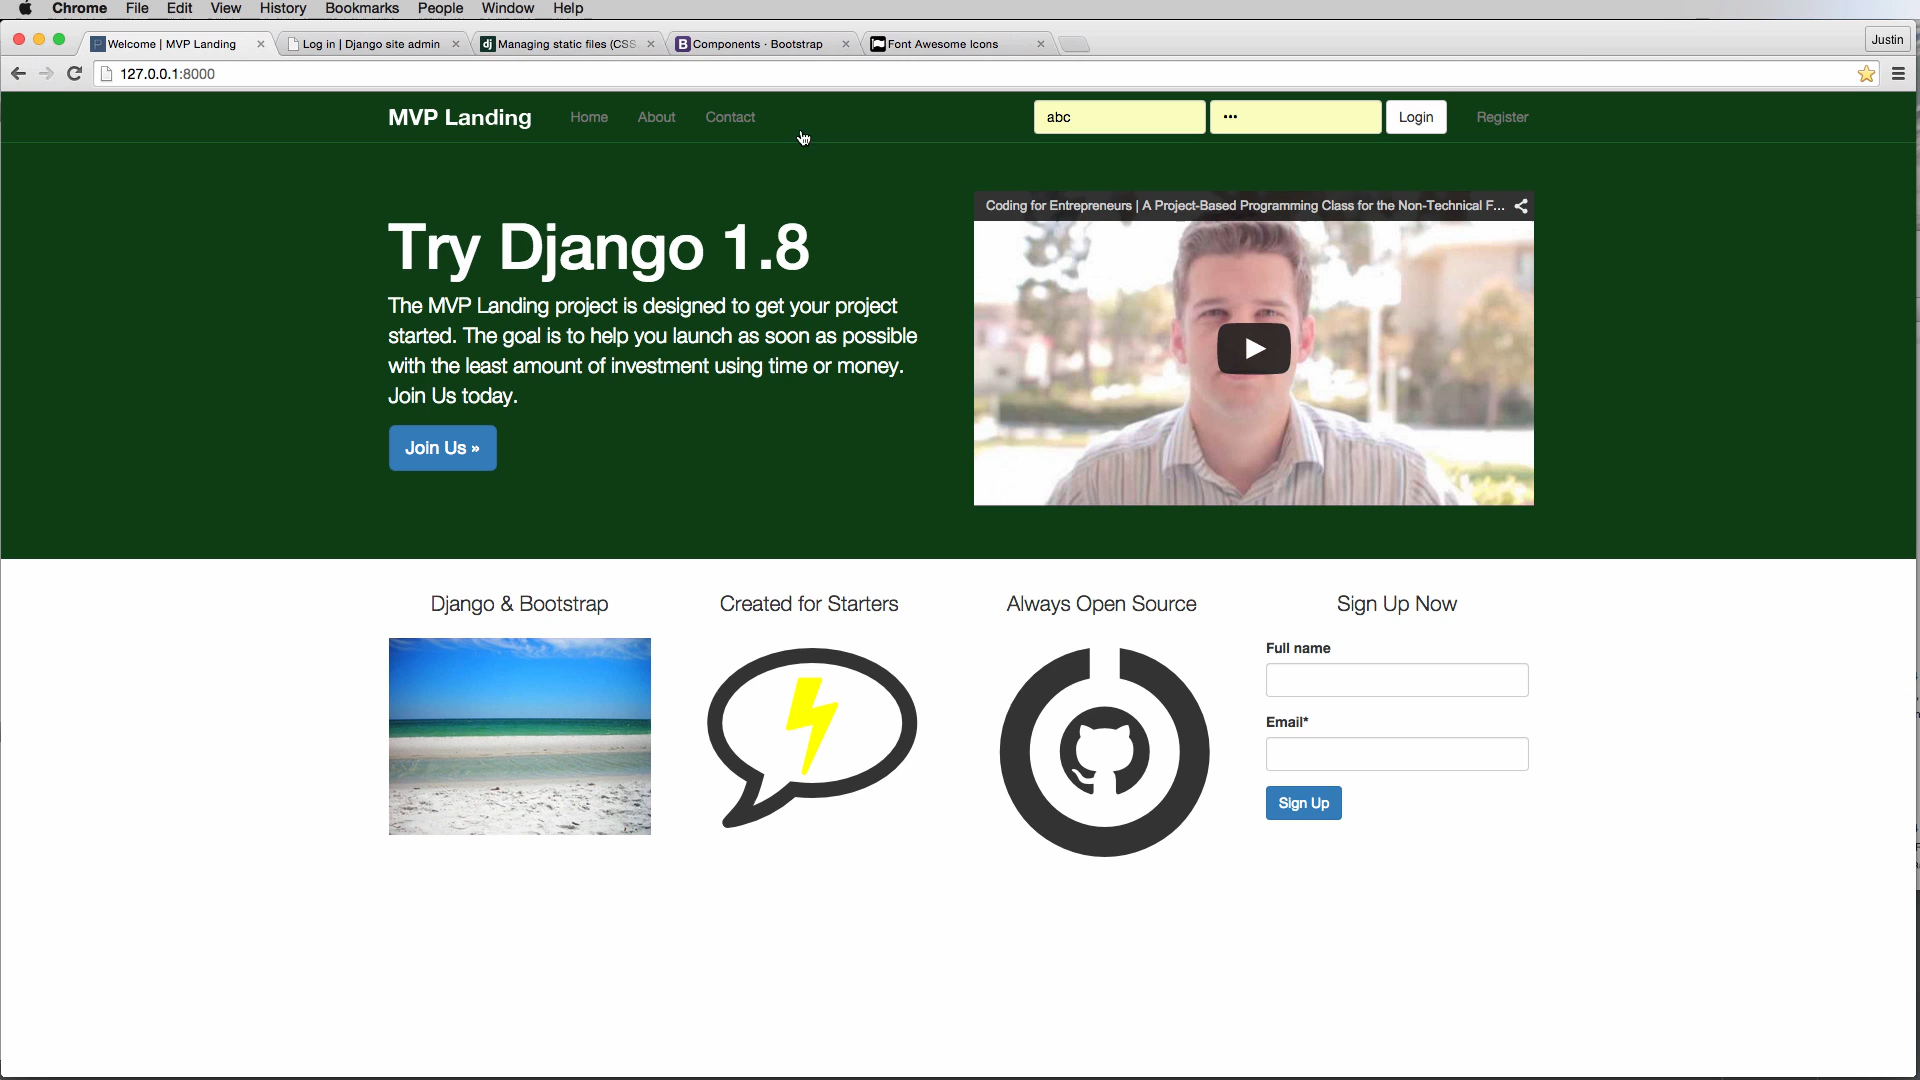 Chrome File Edit View History Bookmarks People Window Help
Welcome | MVP Landing
Log in | Django site admin
Managing static files (CSS,
Components · Bootstrap
Font Awesome Icons
Justin
127.0.0.1:8000
MVP Landing Home About Contact abc ••• Login Register
Coding for Entrepreneurs | A Project-Based Programming Class for the Non-Technical F...
Try Django 1.8
The MVP Landing project is designed to get your project
started. The goal is to help you launch as soon as possible
with the least amount of investment using time or money.
Join Us today.
Join Us »
Django & Bootstrap
Created for Starters
Always Open Source
Sign Up Now
Full name
Email*
Sign Up